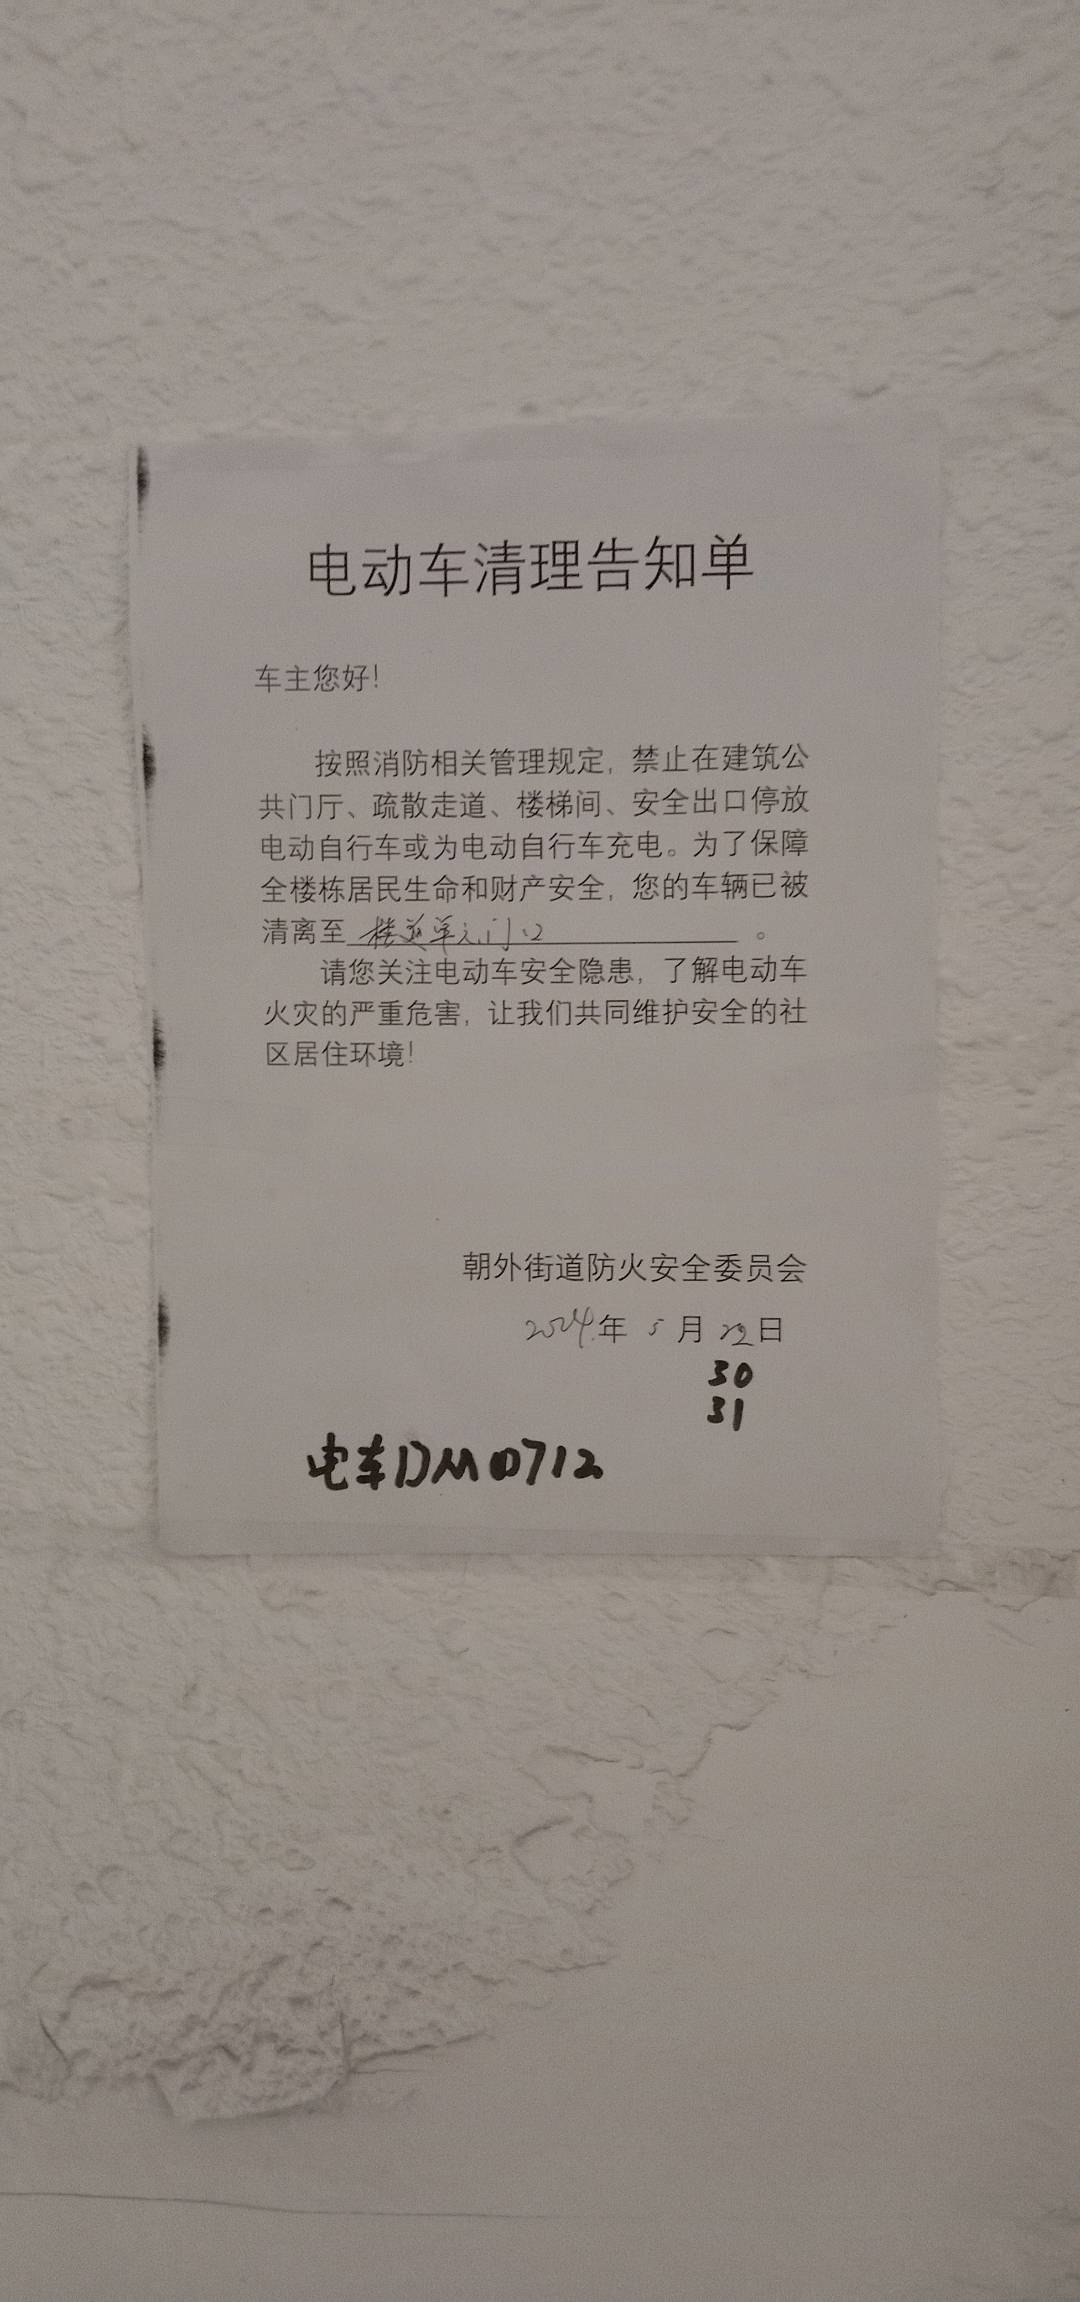 电动车清理告知单
车主您好！
按照消防相关管理规定，禁止在建筑公
共门厅、疏散走道、楼梯间、安全出口停放
电动自行车或为电动自行车充电。为了保障
全楼栋居民生命和财产安全，您的车辆已被
清离至 单元门口 。
请您关注电动车安全隐患，了解电动车
火灾的严重危害，让我们共同维护安全的社
区居住环境！
朝外街道防火安全委员会
2024年 5 月 29 日
30
31
电车DM0712